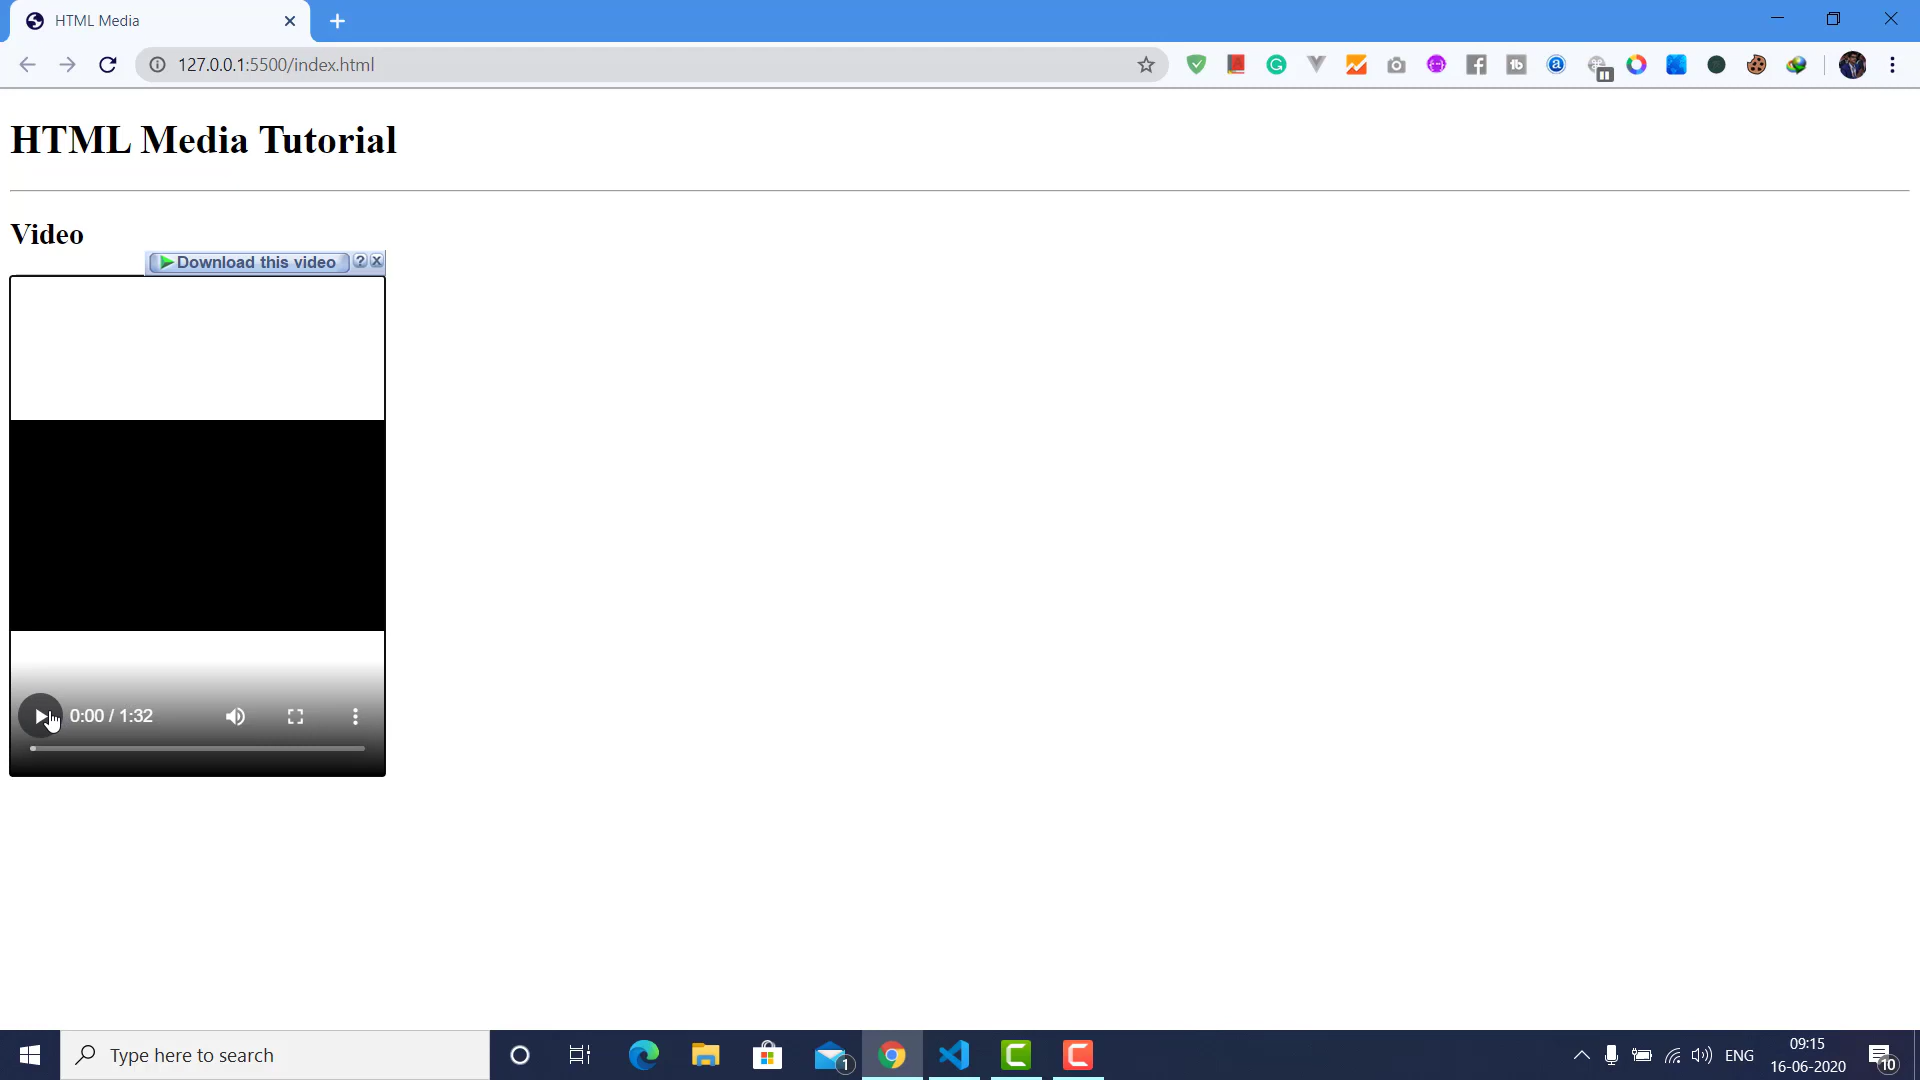 HTML Media
127.0.0.1:5500/index.html
HTML Media Tutorial
Video
Download this video
0:00 / 1:32
Type here to search
1
ENG
09:15
16-06-2020
10